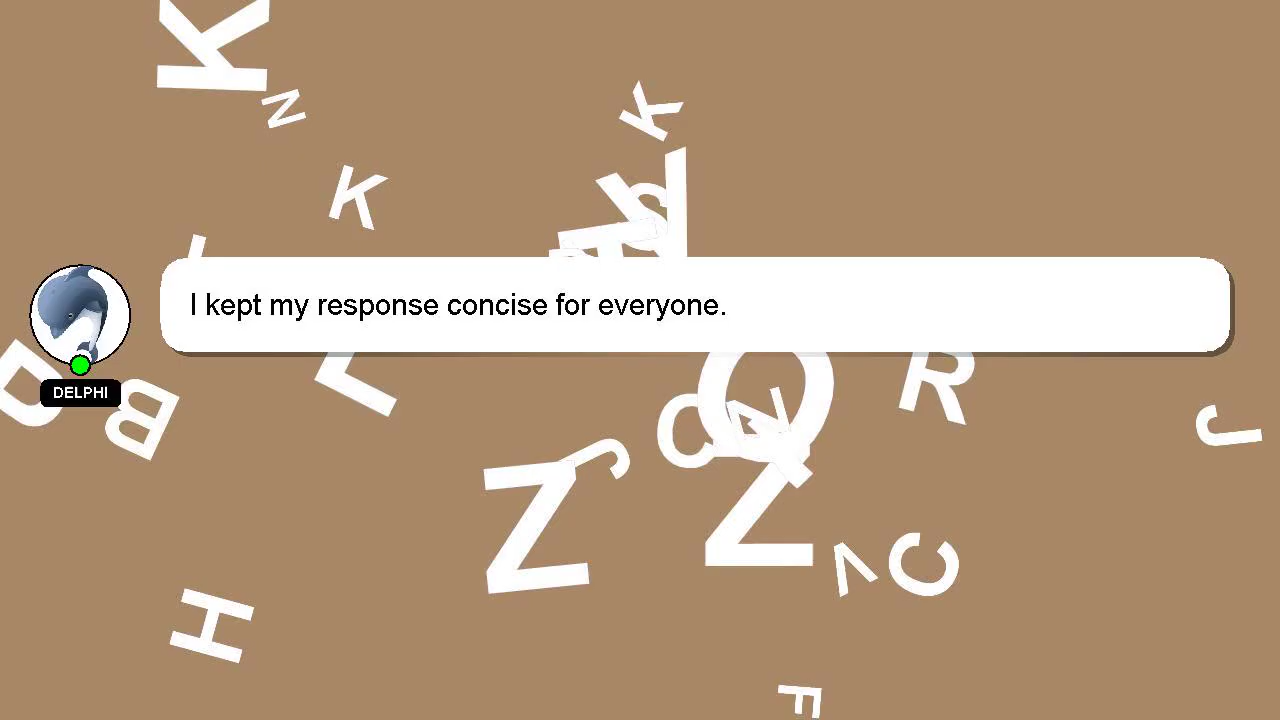 I kept my response concise for everyone.
DELPHI
K
N
K
K
S
L
B
Q
C
N
R
J
J
Z
Z
V
C
H
F